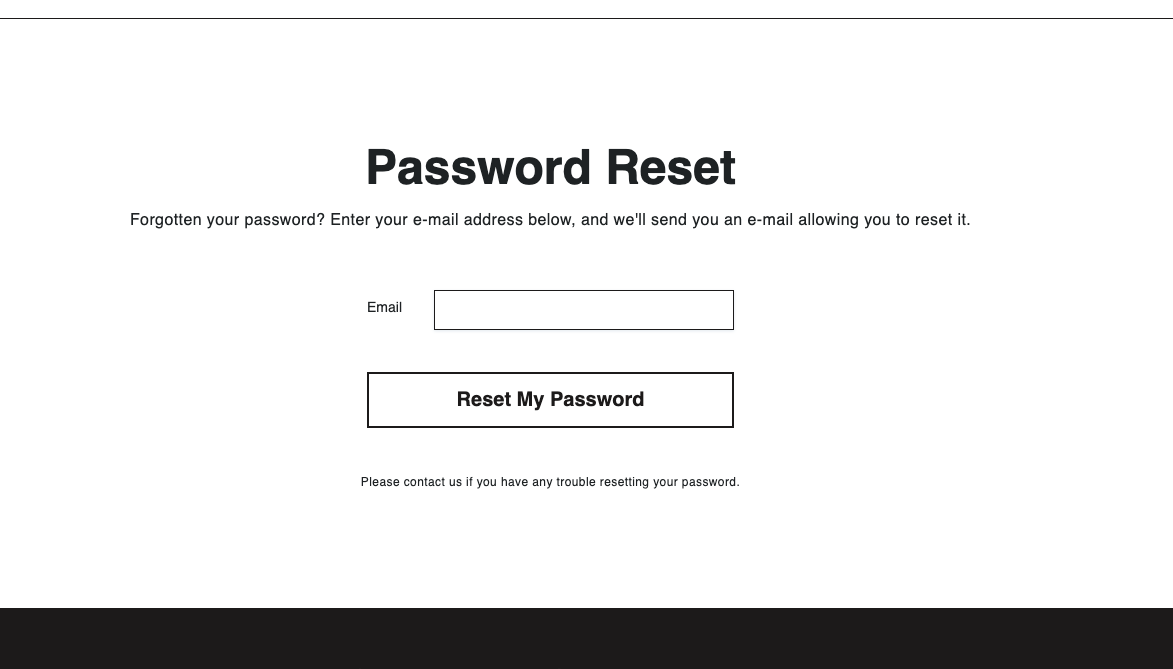 Password Reset
Forgotten your password? Enter your e-mail address below, and we'll send you an e-mail allowing you to reset it.
Email
Reset My Password
Please contact us if you have any trouble resetting your password.